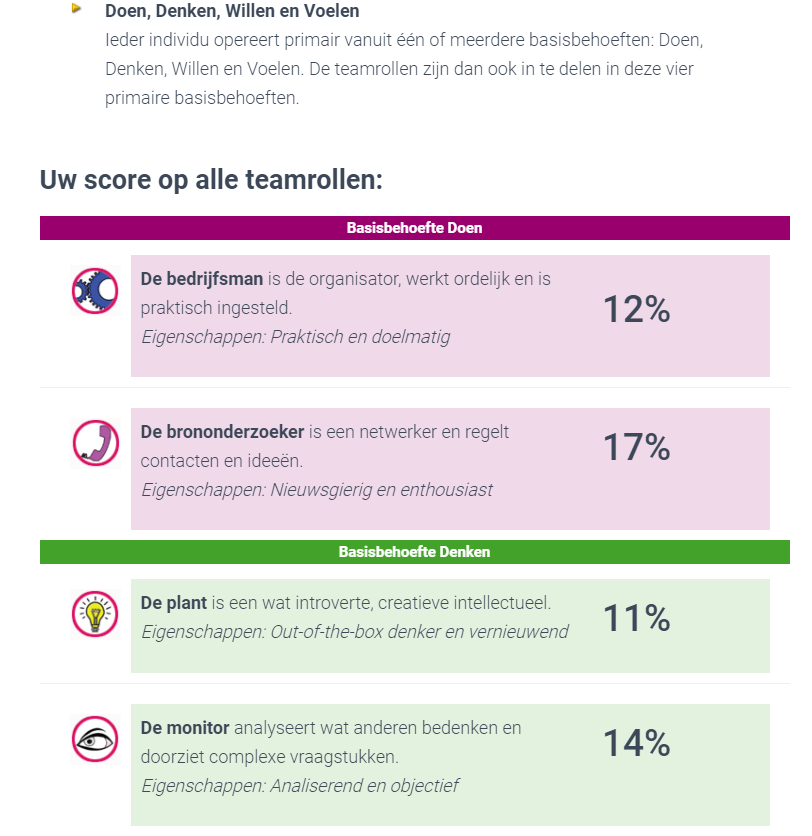 Doen, Denken, Willen en Voelen
Ieder individu opereert primair vanuit één of meerdere basisbehoeften: Doen,
Denken, Willen en Voelen. De teamrollen zijn dan ook in te delen in deze vier
primaire basisbehoeften.
Uw score op alle teamrollen:
Basisbehoefte Doen
De bedrijfsman is de organisator, werkt ordelijk en is
praktisch ingesteld.
Eigenschappen: Praktisch en doelmatig
12%
De brononderzoeker is een netwerker en regelt
contacten en ideeën.
Eigenschappen: Nieuwsgierig en enthousiast
17%
Basisbehoefte Denken
De plant is een wat introverte, creatieve intellectueel.
Eigenschappen: Out-of-the-box denker en vernieuwend
11%
De monitor analyseert wat anderen bedenken en
doorziet complexe vraagstukken.
Eigenschappen: Analiserend en objectief
14%